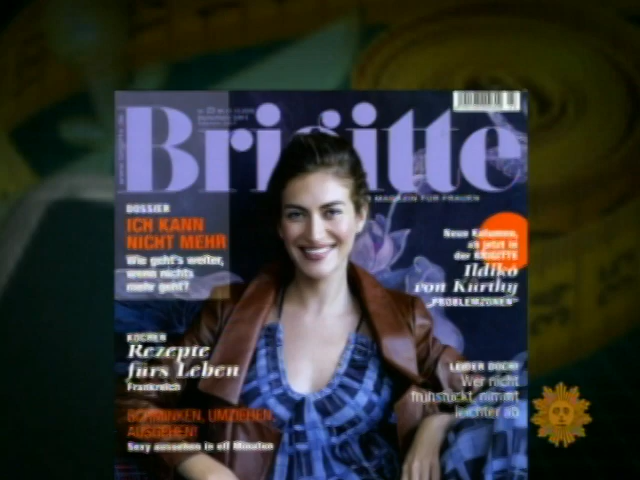 Brigitte
MAGAZIN FÜR FRAUEN
DOSSIER
ICH KANN
NICHT MEHR
Wie geht's weiter,
wenn nichts
mehr geht?
Neue Kolumne,
ab jetzt in
der BRIGITTE
Ildikó
von Kürthy
„PROBLEMZONEN“
KOCHEN
Rezepte
fürs Leben
Frankreich
LEIDER DOCH!
Wer nicht
frühstückt, nimmt
leichter ab
SCHMINKEN, UMZIEHEN,
AUSGEHEN!
Sexy aussehen in elf Minuten